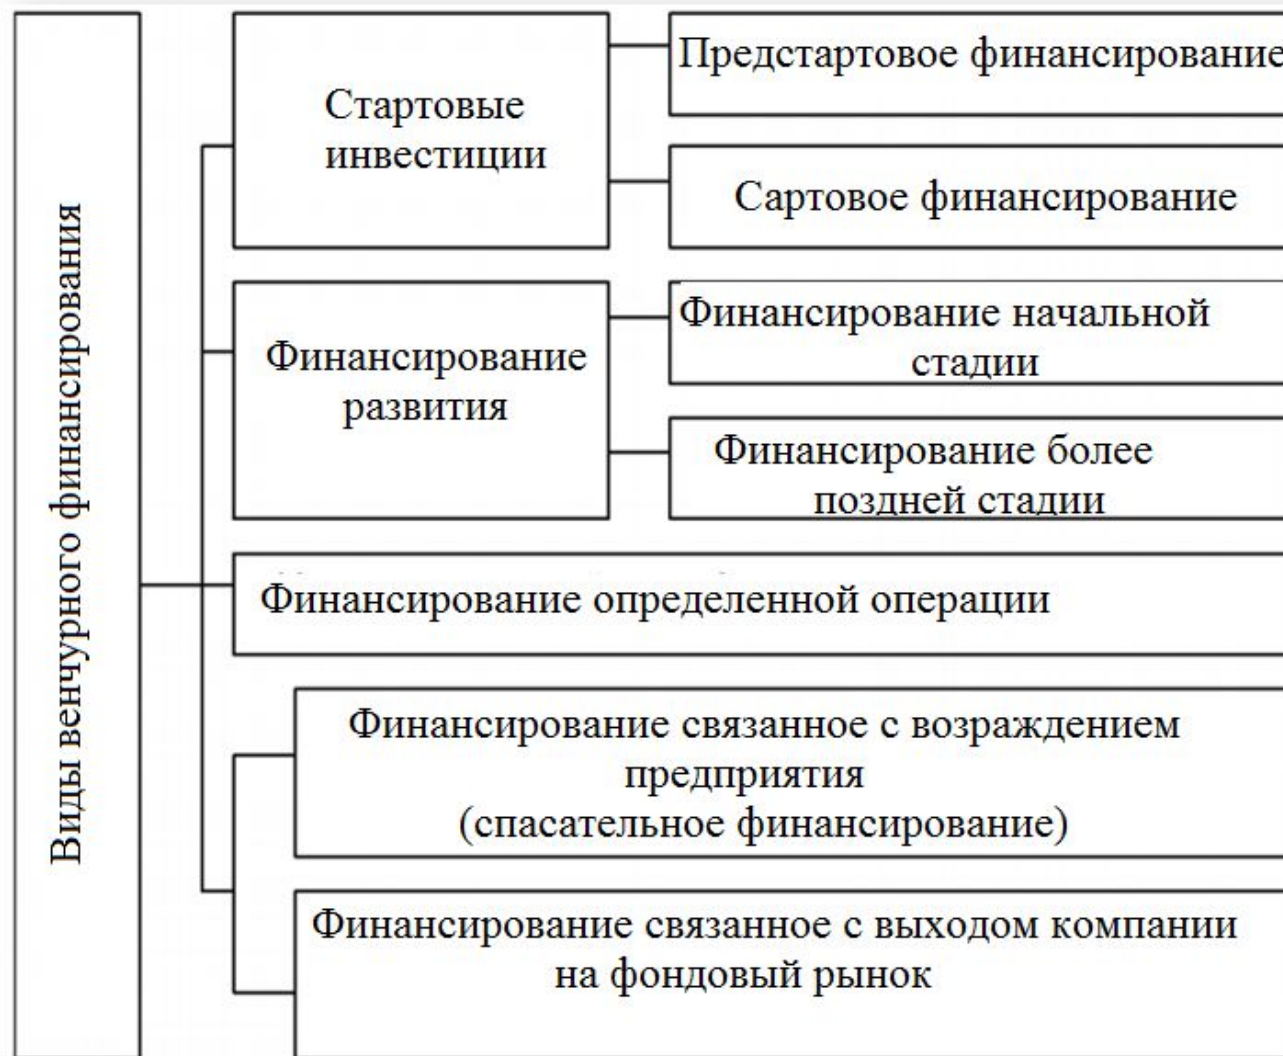 Виды венчурного финансирования
Стартовые
инвестиции
Предстартовое финансирование
Сартовое финансирование
Финансирование
развития
Финансирование начальной
стадии
Финансирование более
поздней стадии
Финансирование определенной операции
Финансирование связанное с возраждением
предприятия
(спасательное финансирование)
Финансирование связанное с выходом компании
на фондовый рынок